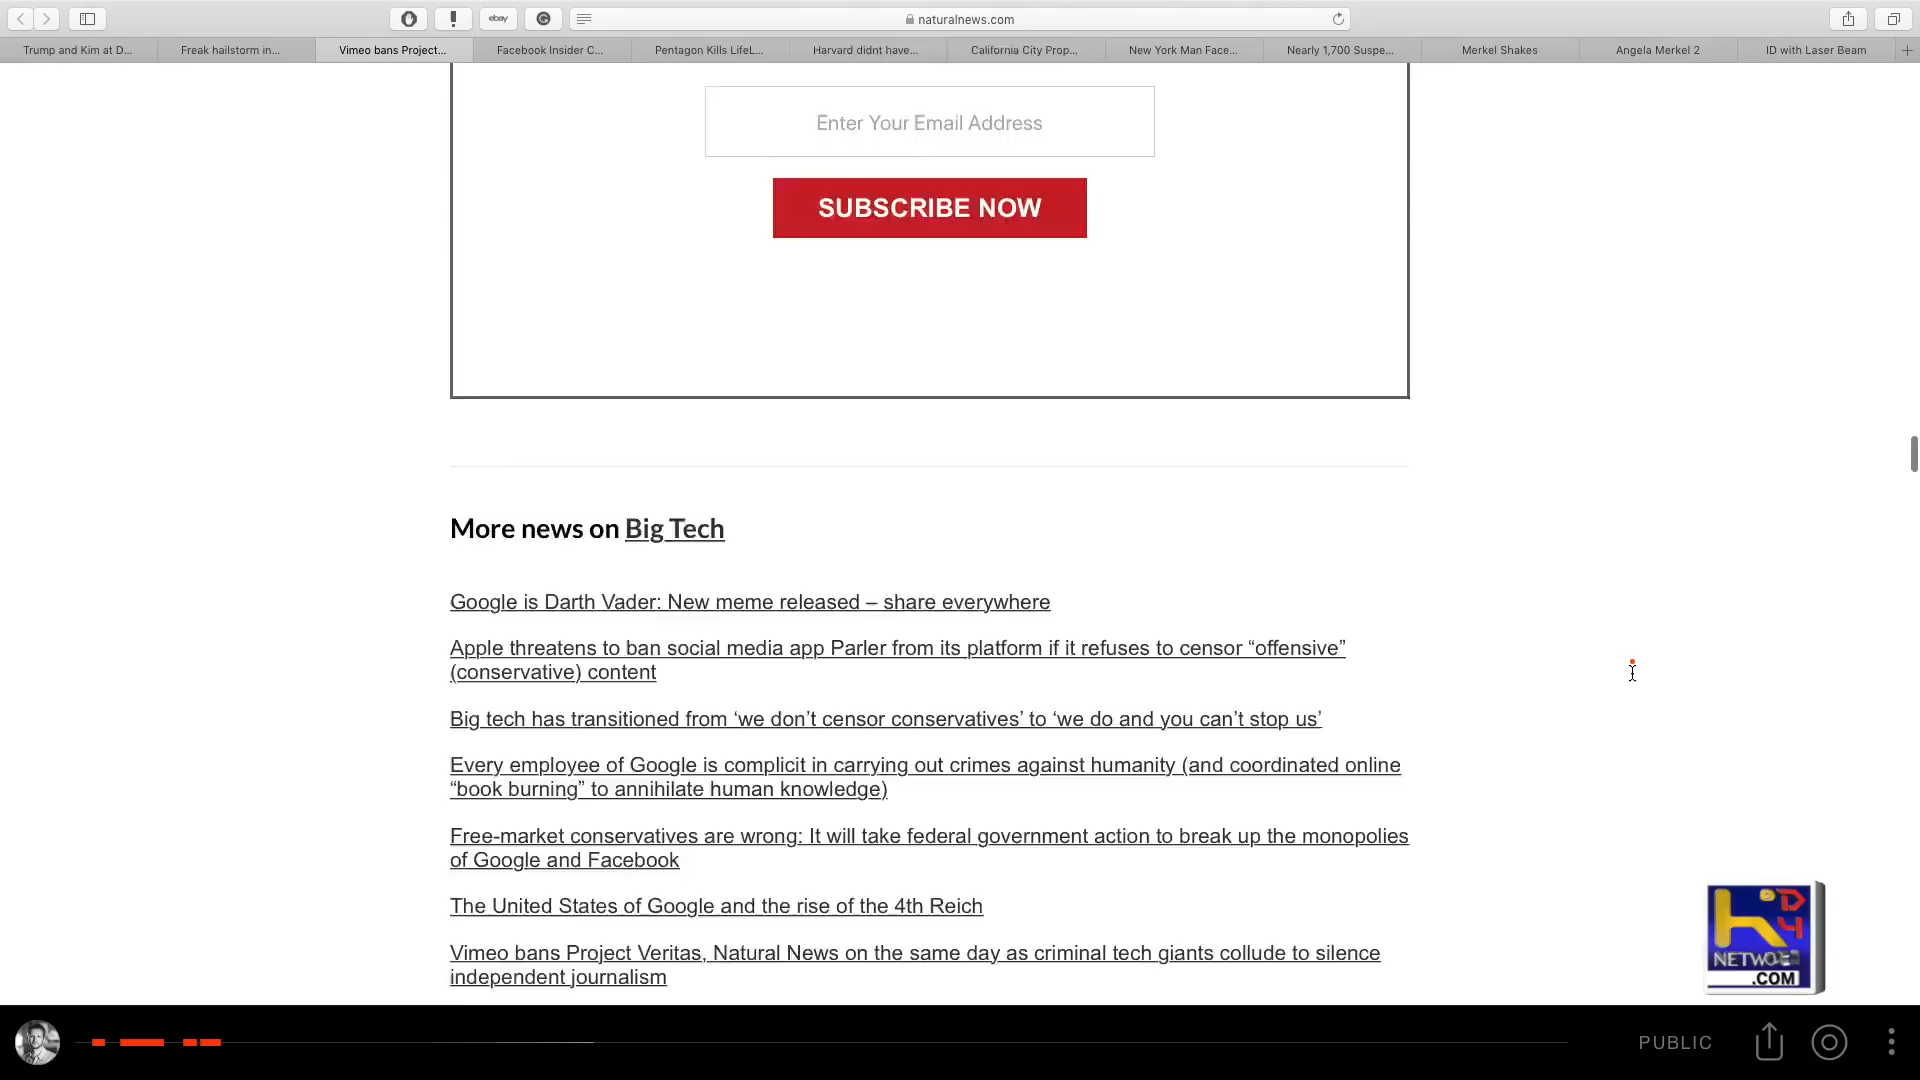 ebay
naturalnews.com
Trump and Kim at D...
Freak hailstorm in...
Vimeo bans Project...
Facebook Insider C...
Pentagon Kills LifeL...
Harvard didnt have...
California City Prop...
New York Man Face...
Nearly 1,700 Suspe...
Merkel Shakes
Angela Merkel 2
ID with Laser Beam
Enter Your Email Address
SUBSCRIBE NOW
More news on Big Tech
Google is Darth Vader: New meme released – share everywhere
Apple threatens to ban social media app Parler from its platform if it refuses to censor “offensive”
(conservative) content
Big tech has transitioned from ‘we don’t censor conservatives’ to ‘we do and you can’t stop us’
Every employee of Google is complicit in carrying out crimes against humanity (and coordinated online
“book burning” to annihilate human knowledge)
Free-market conservatives are wrong: It will take federal government action to break up the monopolies
of Google and Facebook
The United States of Google and the rise of the 4th Reich
Vimeo bans Project Veritas, Natural News on the same day as criminal tech giants collude to silence
independent journalism
.COM
PUBLIC